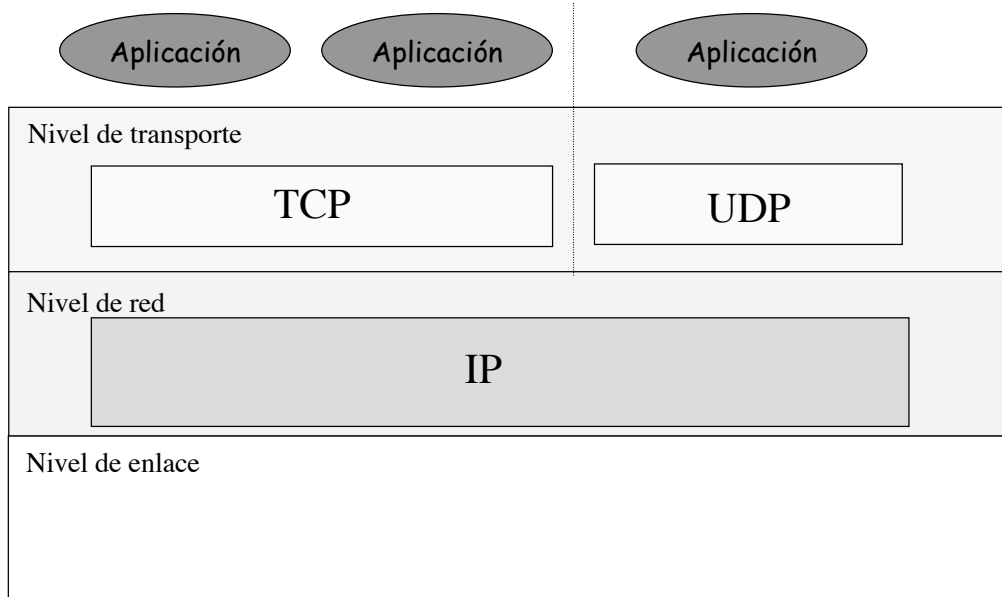 Aplicación Aplicación Aplicación
Nivel de transporte
TCP UDP
Nivel de red
IP
Nivel de enlace